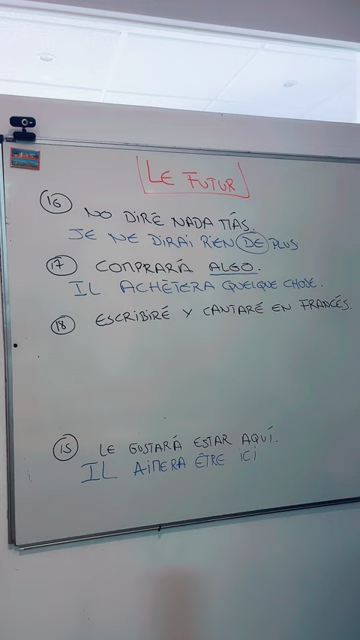 LE FUTUR
16 NO DIRÉ NADA MÁS.
JE NE DIRAI RIEN DE PLUS
17 COMPRARÁ ALGO.
IL ACHÈTERA QUELQUE CHOSE.
18 ESCRIBIRÉ Y CANTARÉ EN FRANCÉS.
15 LE GUSTARÁ ESTAR AQUÍ.
IL AIMERA ÊTRE ICI